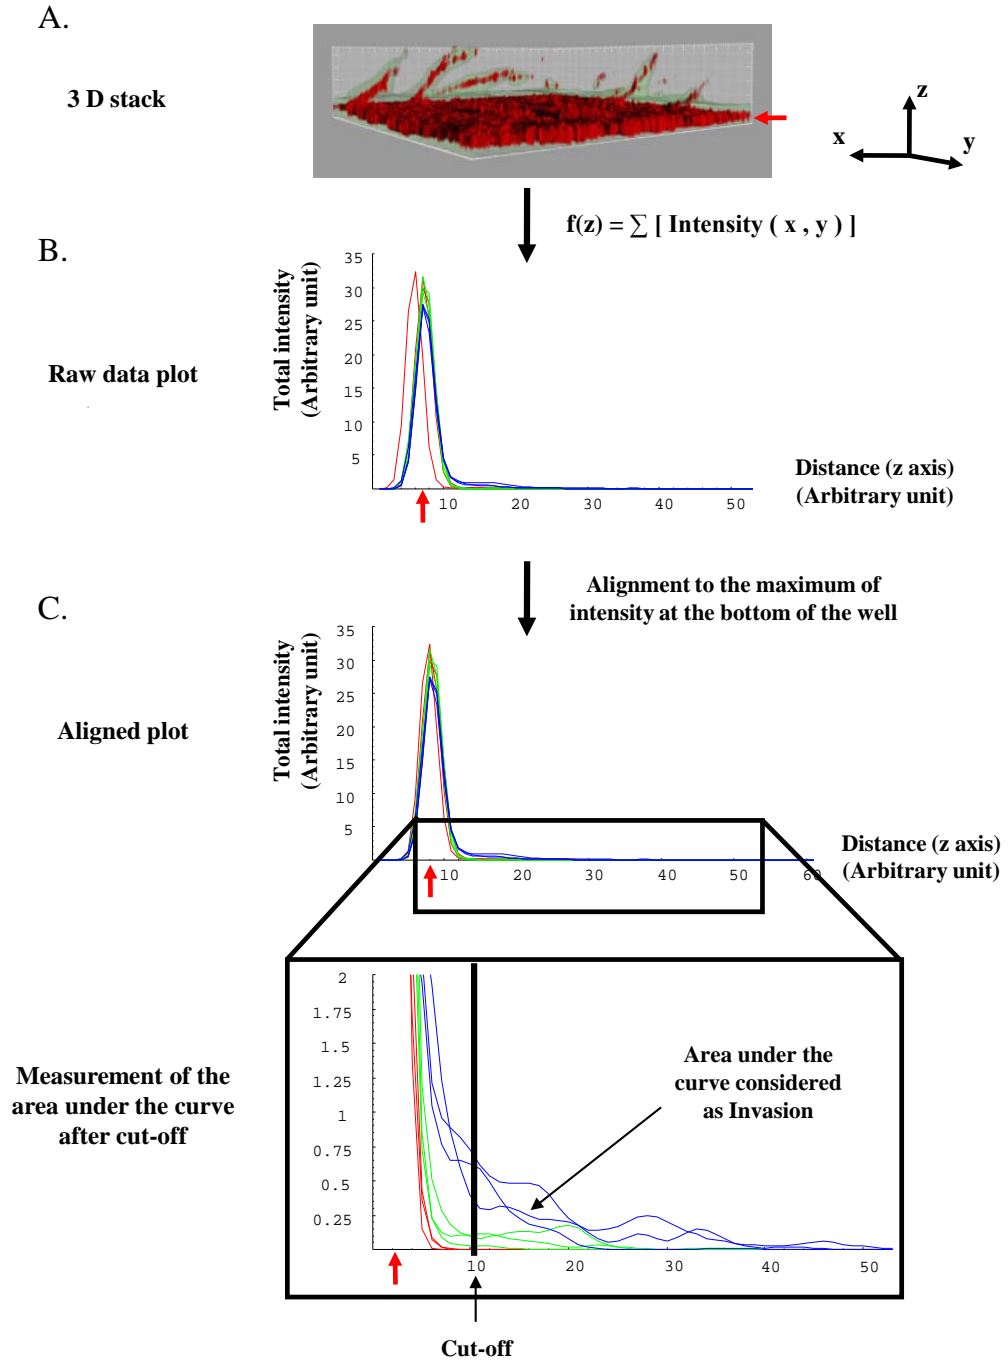 A.
3 D stack
z
x
y
f(z) = ∑ [ Intensity ( x , y ) ]
B.
Total intensity
(Arbitrary unit)
35
30
25
20
15
10
5
Raw data plot
Distance (z axis)
(Arbitrary unit)
10 20 30 40 50
Alignment to the maximum of
intensity at the bottom of the well
C.
Total intensity
(Arbitrary unit)
35
30
25
20
15
10
5
Aligned plot
Distance (z axis)
(Arbitrary unit)
10 20 30 40 50 60
2
1.75
1.5
1.25
1
0.75
0.5
0.25
Area under the
curve considered
as Invasion
Measurement of the
area under the curve
after cut-off
10 20 30 40 50
Cut-off